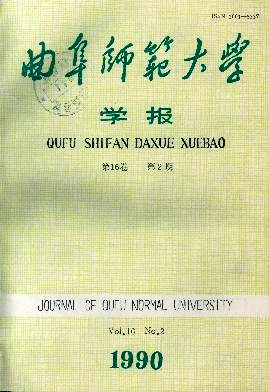 ISSN 1001-5337
曲阜師範大學
学报
QUFU SHIFAN DAXUE XUEBAO
第16卷 第2期
JOURNAL OF QUFU NORMAL UNIVERSITY
Vol.16 No.2
1990